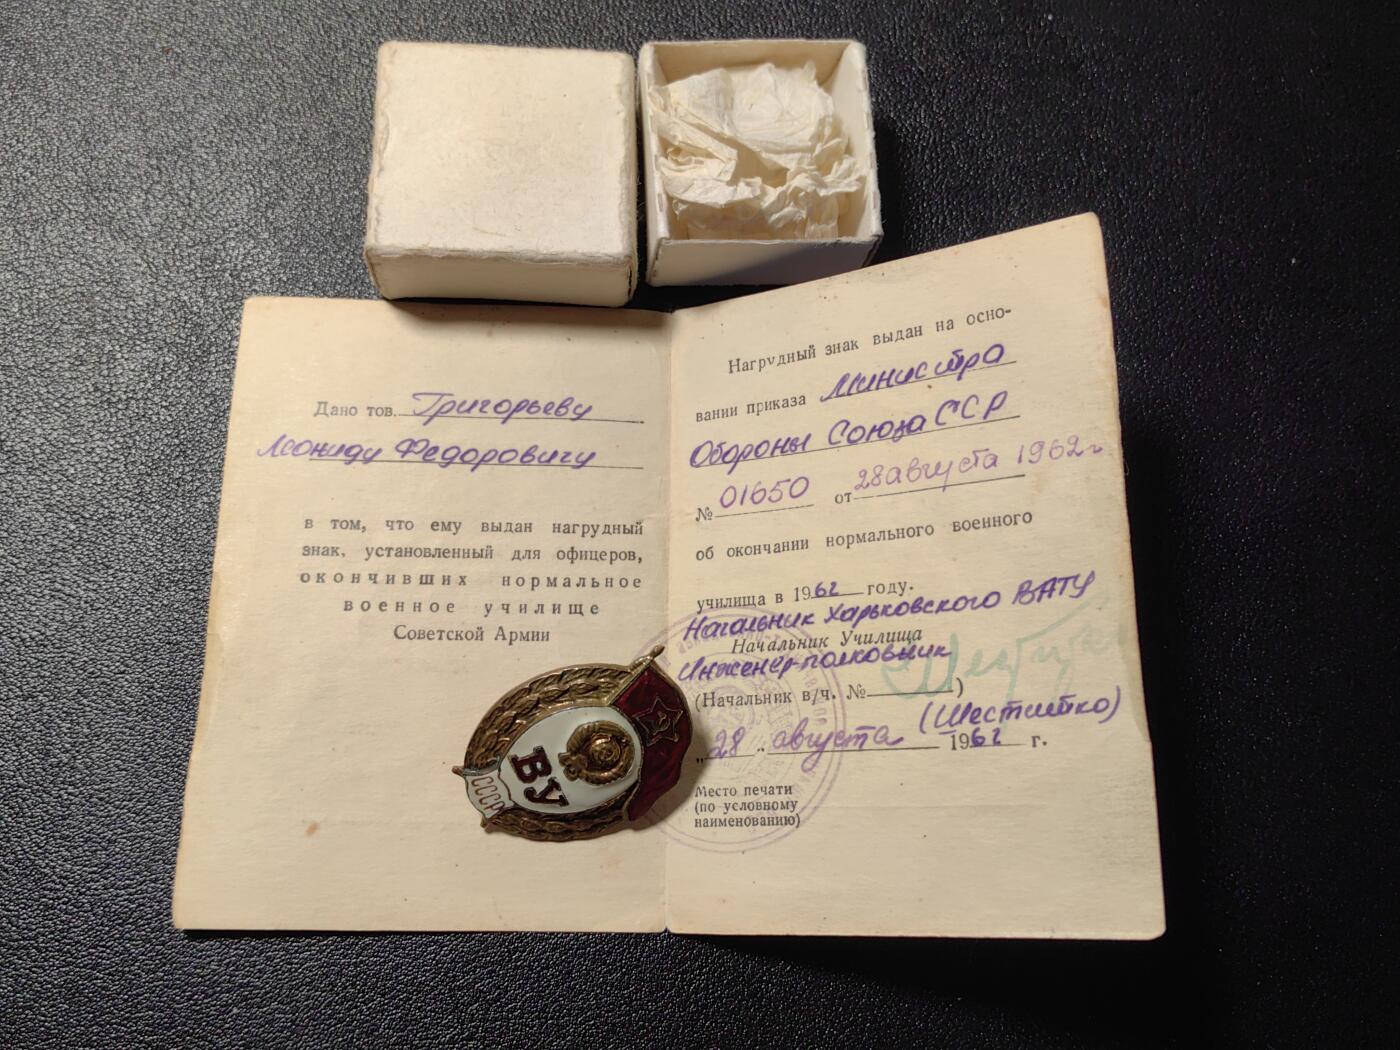 Дано тов. Григорьеву
Леониду Федоровичу
в том, что ему выдан нагрудный
знак, установленный для офицеров,
окончивших нормальное
военное училище
Советской Армии
СССР
ВУ
Нагрудный знак выдан на осно-
вании приказа Министра
Обороны Союза ССР
№ 01650 от 28 августа 1962 г
об окончании нормального военного
училища в 1962 году.
Начальник Харьковского ВАТУ
Начальник Училища
Инженер-полковник
(Начальник в/ч. № )
(Шеститко)
„28„ августа 1962 г.
Место печати
(по условному
наименованию)